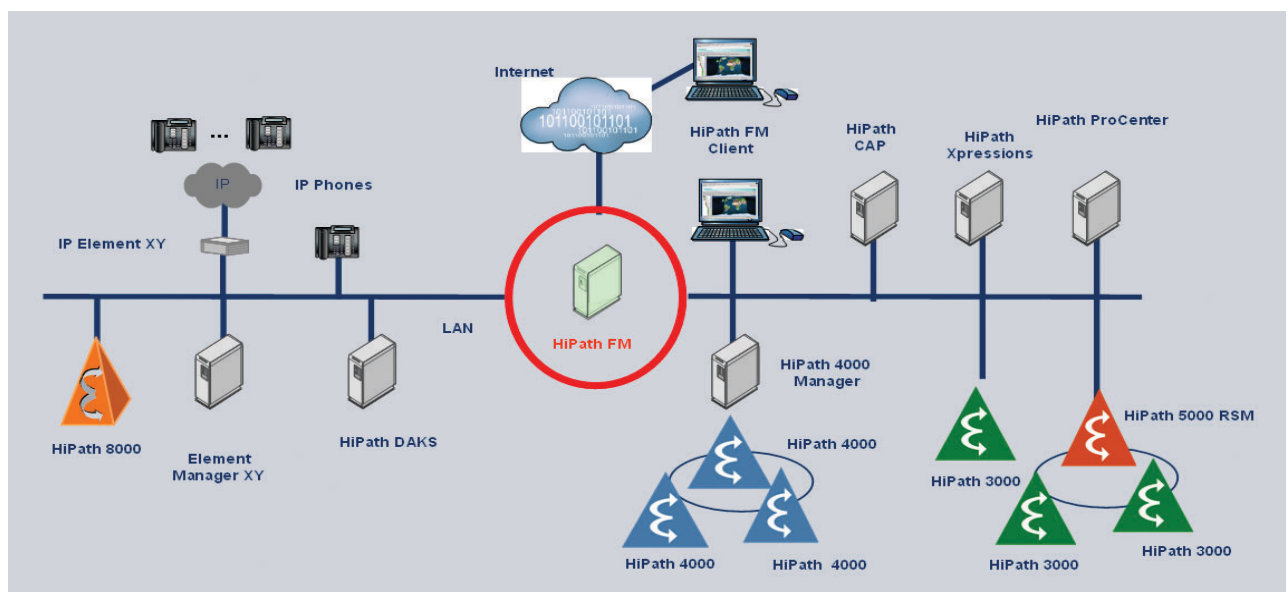 Internet
101100101101
101100101101
101100101101
HiPath FM
Client
HiPath
CAP
HiPath
Xpressions
HiPath ProCenter
...
IP
IP Phones
IP Element XY
LAN
HiPath FM
HiPath 8000
Element
Manager XY
HiPath DAKS
HiPath 4000
Manager
HiPath 4000
HiPath 4000
HiPath 4000
HiPath 3000
HiPath 5000 RSM
HiPath 3000
HiPath 3000